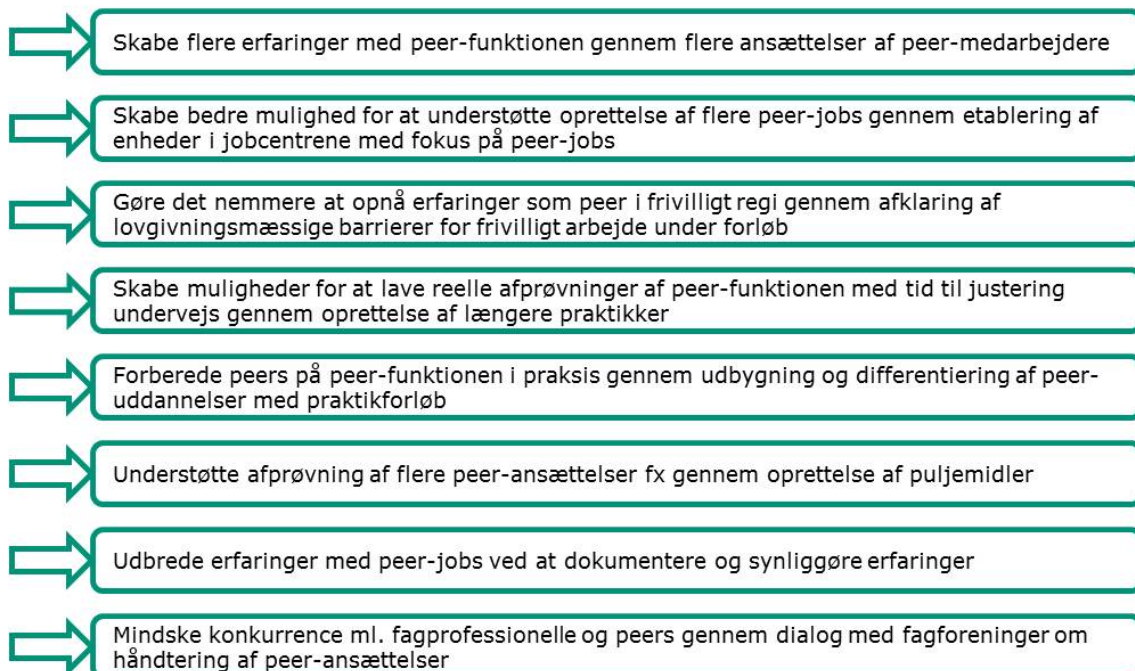 Skabe flere erfaringer med peer-funktionen gennem flere ansættelser af peer-medarbejdere
Skabe bedre mulighed for at understøtte oprettelse af flere peer-jobs gennem etablering af
enheder i jobcentrene med fokus på peer-jobs
Gøre det nemmere at opnå erfaringer som peer i frivilligt regi gennem afklaring af
lovgivningsmæssige barrierer for frivilligt arbejde under forløb
Skabe muligheder for at lave reelle afprøvninger af peer-funktionen med tid til justering
undervejs gennem oprettelse af længere praktikker
Forberede peers på peer-funktionen i praksis gennem udbygning og differentiering af peer-
uddannelser med praktikforløb
Understøtte afprøvning af flere peer-ansættelser fx gennem oprettelse af puljemidler
Udbrede erfaringer med peer-jobs ved at dokumentere og synliggøre erfaringer
Mindske konkurrence ml. fagprofessionelle og peers gennem dialog med fagforeninger om
håndtering af peer-ansættelser